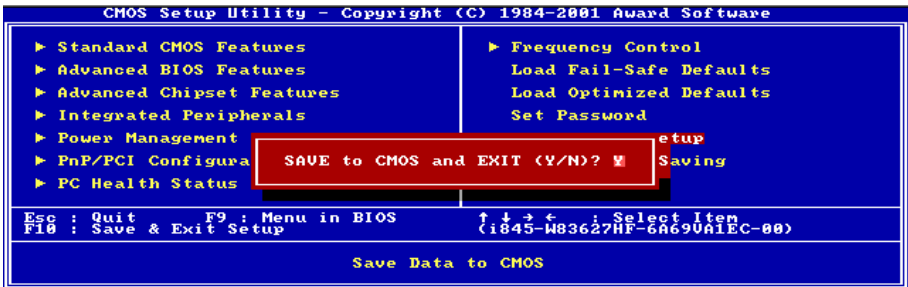 CMOS Setup Utility - Copyright (C) 1984-2001 Award Software
► Standard CMOS Features
► Advanced BIOS Features
► Advanced Chipset Features
► Integrated Peripherals
► Power Management
► PnP/PCI Configura
► PC Health Status
► Frequency Control
Load Fail-Safe Defaults
Load Optimized Defaults
Set Password
etup
Saving
SAVE to CMOS and EXIT (Y/N)? Y
Esc : Quit F9 : Menu in BIOS ↑ ↓ → ← : Select Item
F10 : Save & Exit Setup (i845-W83627HF-6A69VA1EC-00)
Save Data to CMOS